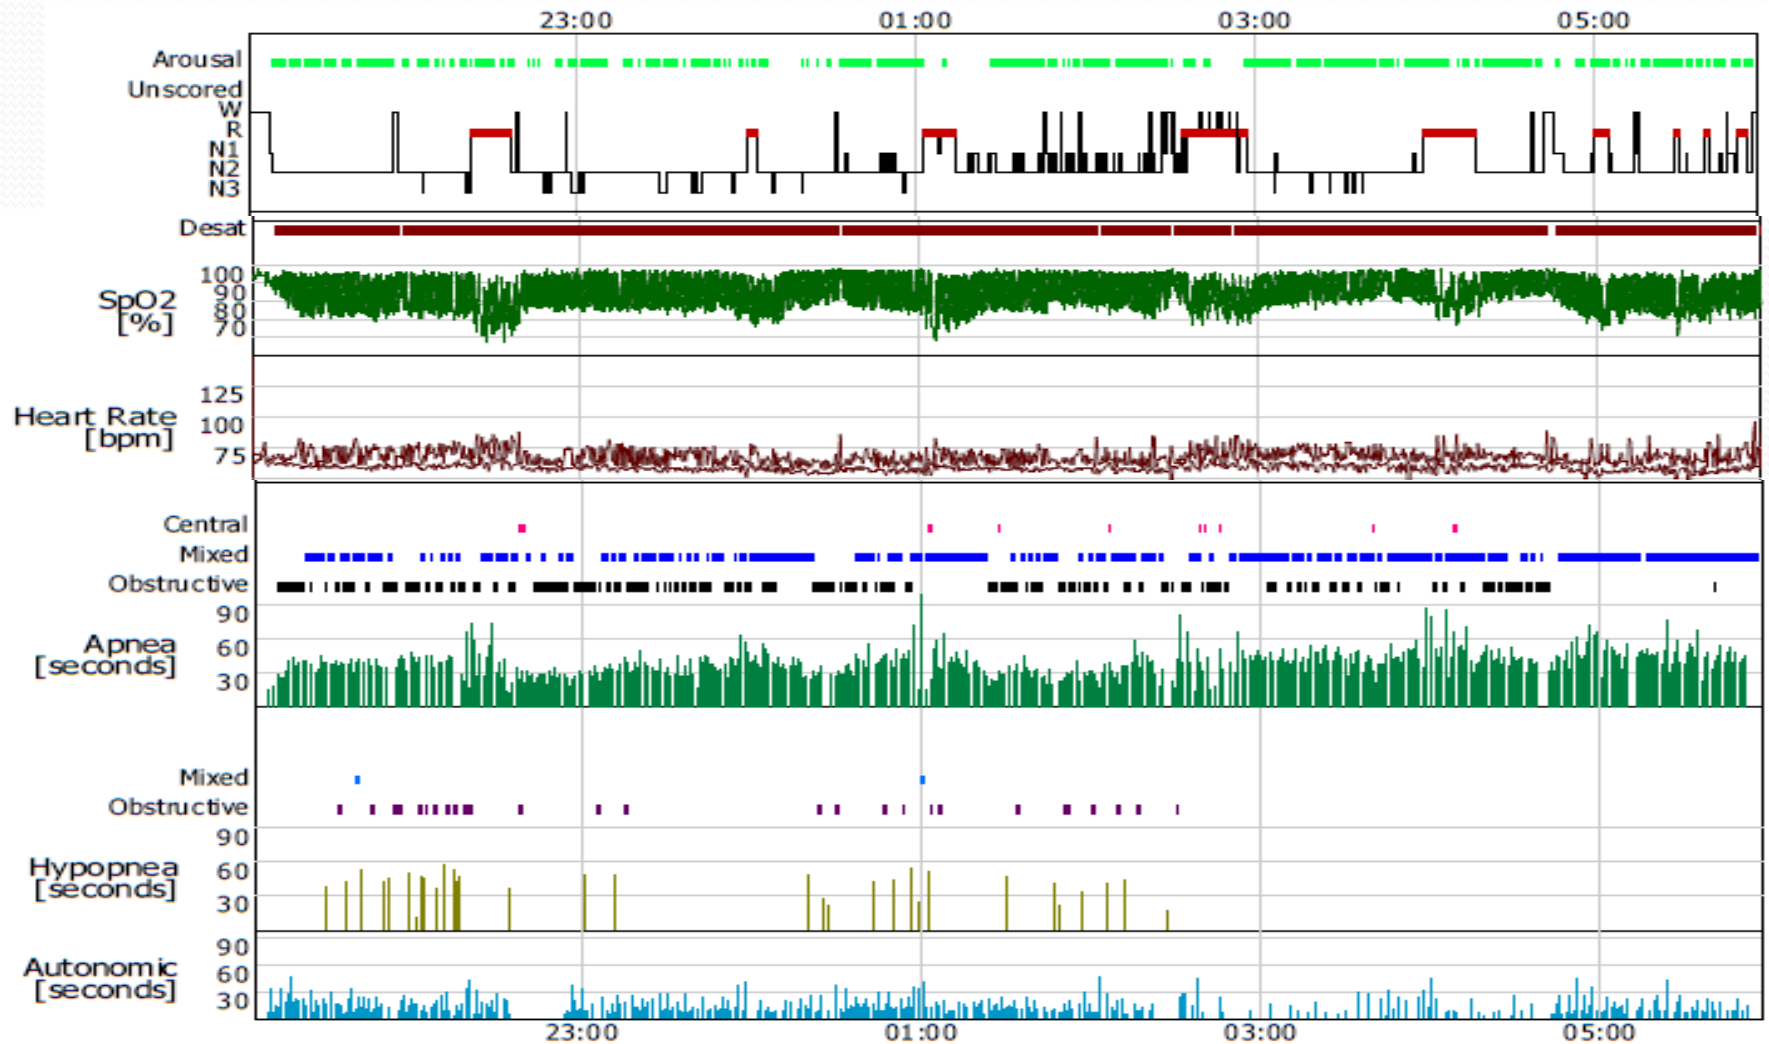 23:00 01:00 03:00 05:00
Arousal
Unscored
W
R
N1
N2
N3
Desat
100
90
80
70
SpO2
[%]
125
100
75
Heart Rate
[bpm]
Central
Mixed
Obstructive
90
60
30
Apnea
[seconds]
Mixed
Obstructive
90
60
30
Hypopnea
[seconds]
90
60
30
Autonomic
[seconds]
23:00 01:00 03:00 05:00